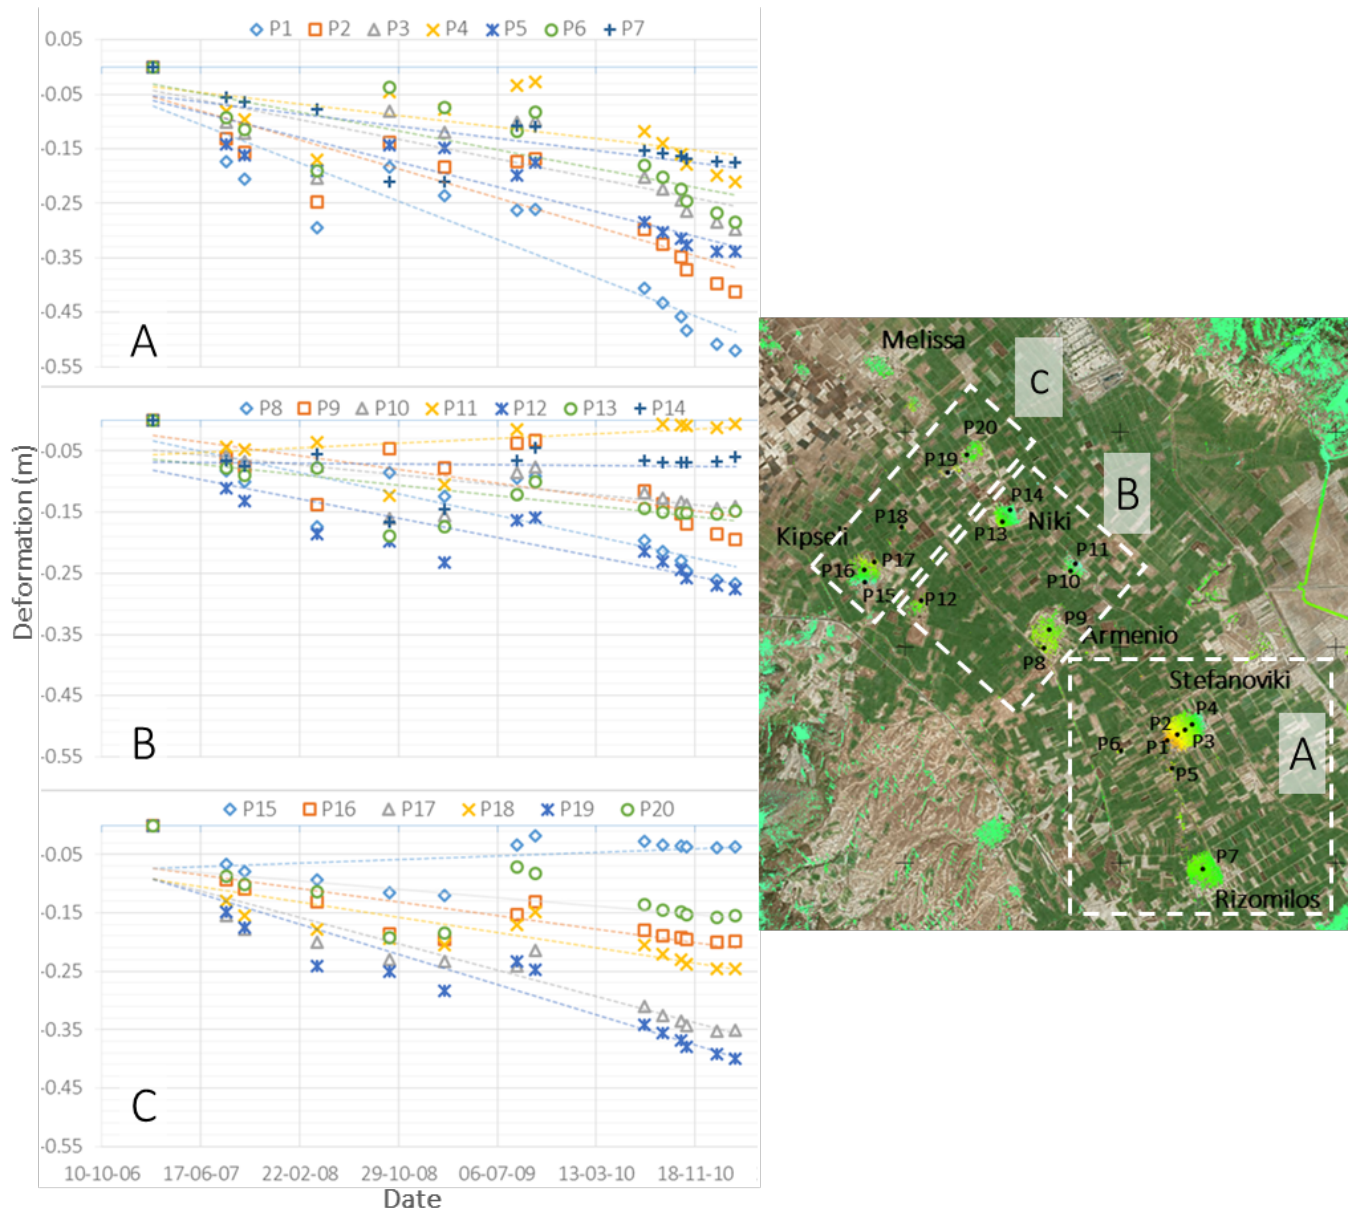 P1 P2 P3 P4 P5 P6 P7
0.05
-0.05
-0.15
-0.25
-0.35
-0.45
-0.55
A
P8 P9 P10 P11 P12 P13 P14
-0.05
-0.15
-0.25
-0.35
-0.45
-0.55
B
P15 P16 P17 P18 P19 P20
-0.05
-0.15
-0.25
-0.35
-0.45
-0.55
C
Deformation (m)
10-10-06 17-06-07 22-02-08 29-10-08 06-07-09 13-03-10 18-11-10
Date
Melissa
C
P20
P19
B
P14
P18
Niki
Kipseli
P13
P17
P11
P16
P10
P15
P12
P9
Armenio
P8
Stefanoviki
P4
P2
P6
P1
P3
A
P5
P7
Rizomilos